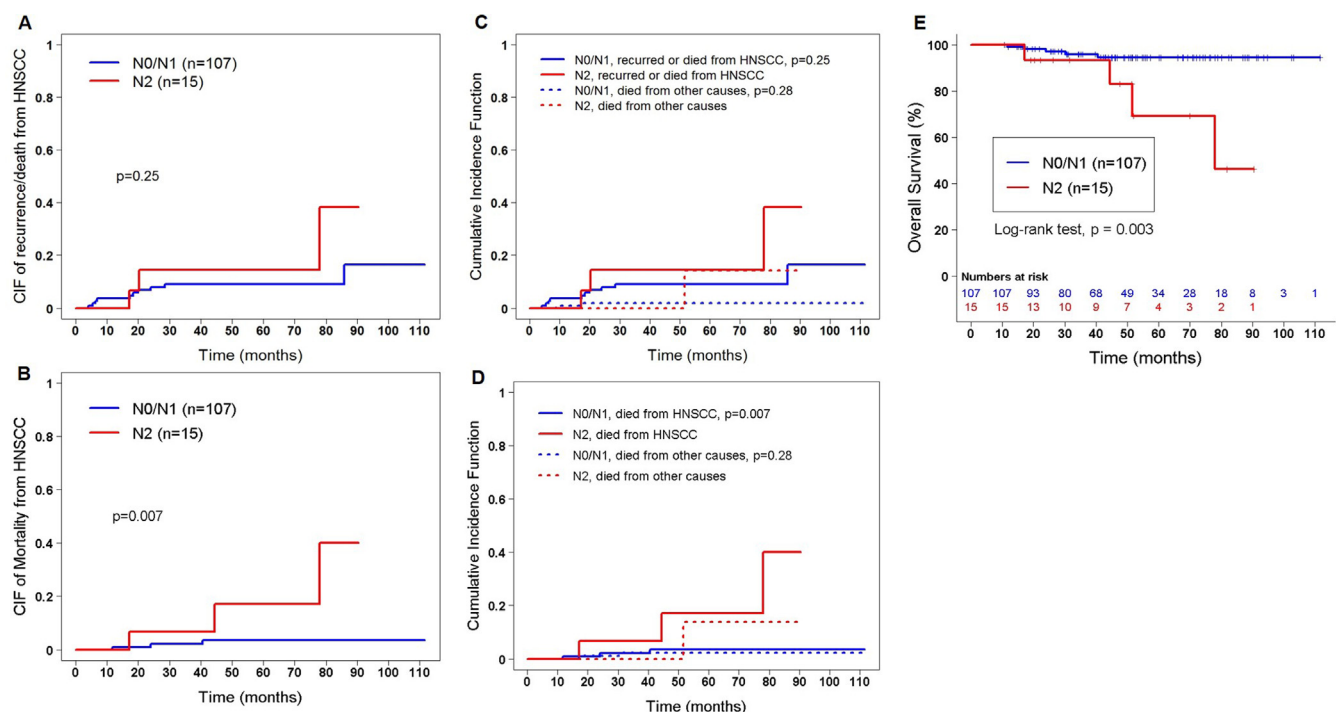 A
CIF of recurrence/death from HNSCC
1
0.8
0.6
0.4
0.2
0
N0/N1 (n=107)
N2 (n=15)
p=0.25
0 10 20 30 40 50 60 70 80 90 100 110
Time (months)
B
CIF of Mortality from HNSCC
1
0.8
0.6
0.4
0.2
0
N0/N1 (n=107)
N2 (n=15)
p=0.007
0 10 20 30 40 50 60 70 80 90 100 110
Time (months)
C
Cumulative Incidence Function
1
0.8
0.6
0.4
0.2
0
N0/N1, recurred or died from HNSCC, p=0.25
N2, recurred or died from HNSCC
N0/N1, died from other causes, p=0.28
N2, died from other causes
0 10 20 30 40 50 60 70 80 90 100 110
Time (months)
D
Cumulative Incidence Function
1
0.8
0.6
0.4
0.2
0
N0/N1, died from HNSCC, p=0.007
N2, died from HNSCC
N0/N1, died from other causes, p=0.28
N2, died from other causes
0 10 20 30 40 50 60 70 80 90 100 110
Time (months)
E
Overall Survival (%)
100
80
60
40
20
0
N0/N1 (n=107)
N2 (n=15)
Log-rank test, p = 0.003
Numbers at risk
107 107 93 80 68 49 34 28 18 8 3 1
15 15 13 10 9 7 4 3 2 1
0 10 20 30 40 50 60 70 80 90 100 110
Time (months)